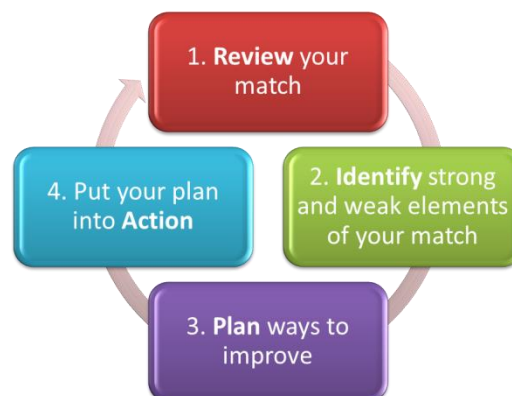 1. Review your
match
2. Identify strong
and weak elements
of your match
3. Plan ways to
improve
4. Put your plan
into Action